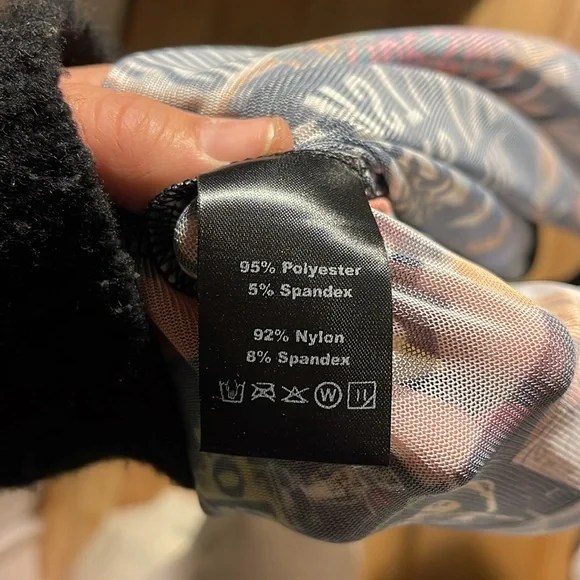 95% Polyester
5% Spandex
92% Nylon
8% Spandex
W